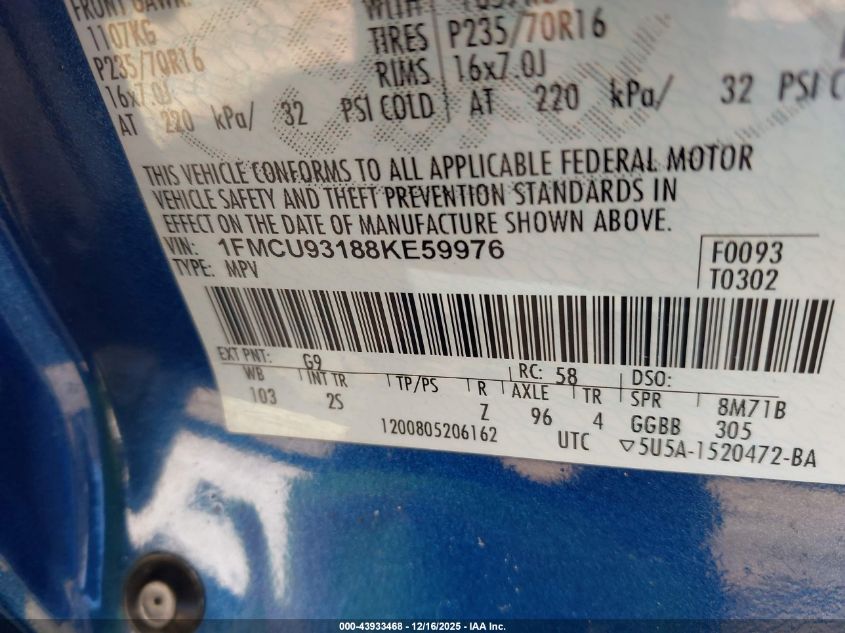 FRONT
1107KG
P235/70R16
16x7.0J
AT 220 kPa/ 32 PSI COLD
WITH
TIRES P235/70R16
RIMS 16x7.0J
AT 220 kPa/ 32 PSI C
THIS VEHICLE CONFORMS TO ALL APPLICABLE FEDERAL MOTOR
VEHICLE SAFETY AND THEFT PREVENTION STANDARDS IN
EFFECT ON THE DATE OF MANUFACTURE SHOWN ABOVE.
VIN: 1FMCU93188KE59976
TYPE: MPV
F0093
T0302
EXT PNT: G9 RC: 58 DSO:
WB INT TR TP/PS R AXLE TR SPR 8M71B
103 2S Z 96 4 GGBB 305
1200805206162 UTC ▽5U5A-1520472-BA
000-43933468 - 12/16/2025 - IAA Inc.